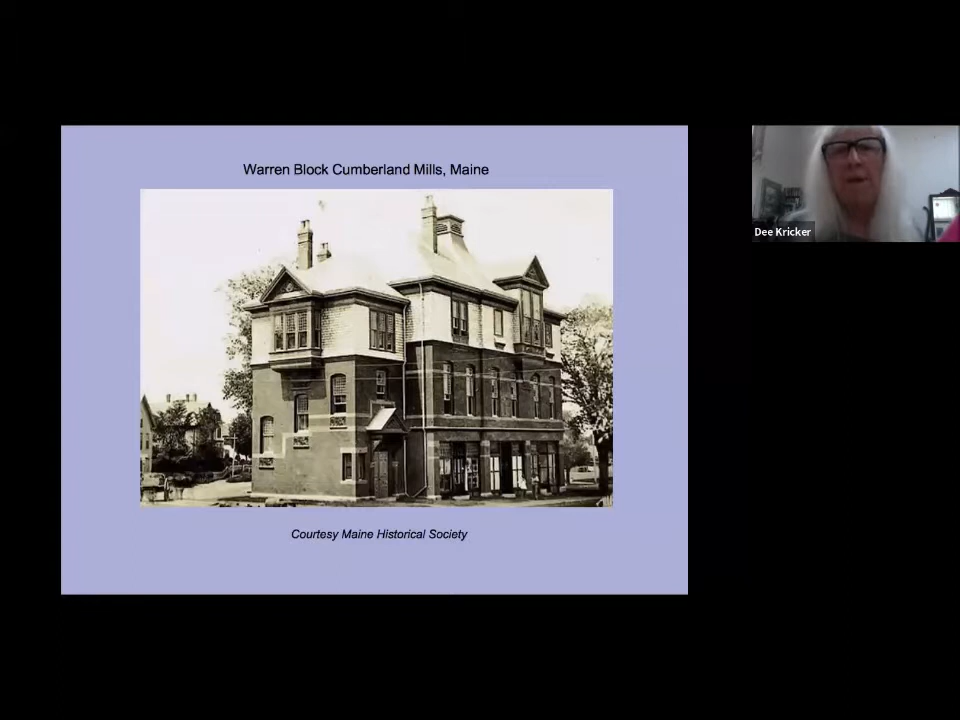 Warren Block Cumberland Mills, Maine
Dee Kricker
Courtesy Maine Historical Society